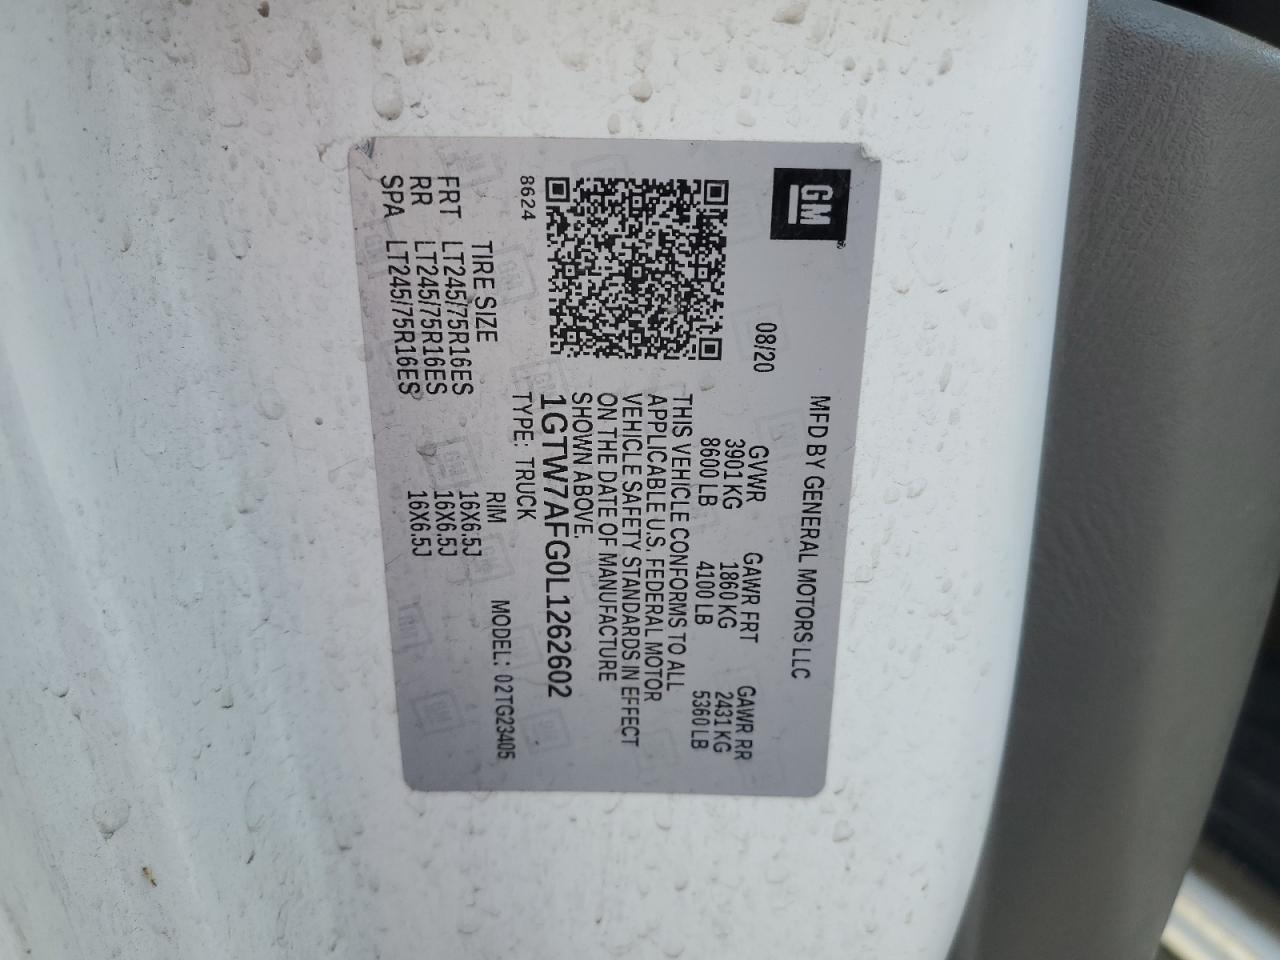 GM
MFD BY GENERAL MOTORS LLC
08/20
GVWR GAWR FRT GAWR RR
3901 KG 1860 KG 2431 KG
8600 LB 4100 LB 5360 LB
THIS VEHICLE CONFORMS TO ALL
APPLICABLE U.S. FEDERAL MOTOR
VEHICLE SAFETY STANDARDS IN EFFECT
ON THE DATE OF MANUFACTURE
SHOWN ABOVE.
1GTW7AFG0L1262602
8624
TYPE: TRUCK MODEL: 02TG23405
TIRE SIZE RIM
FRT LT245/75R16ES 16X6.5J
RR LT245/75R16ES 16X6.5J
SPA LT245/75R16ES 16X6.5J